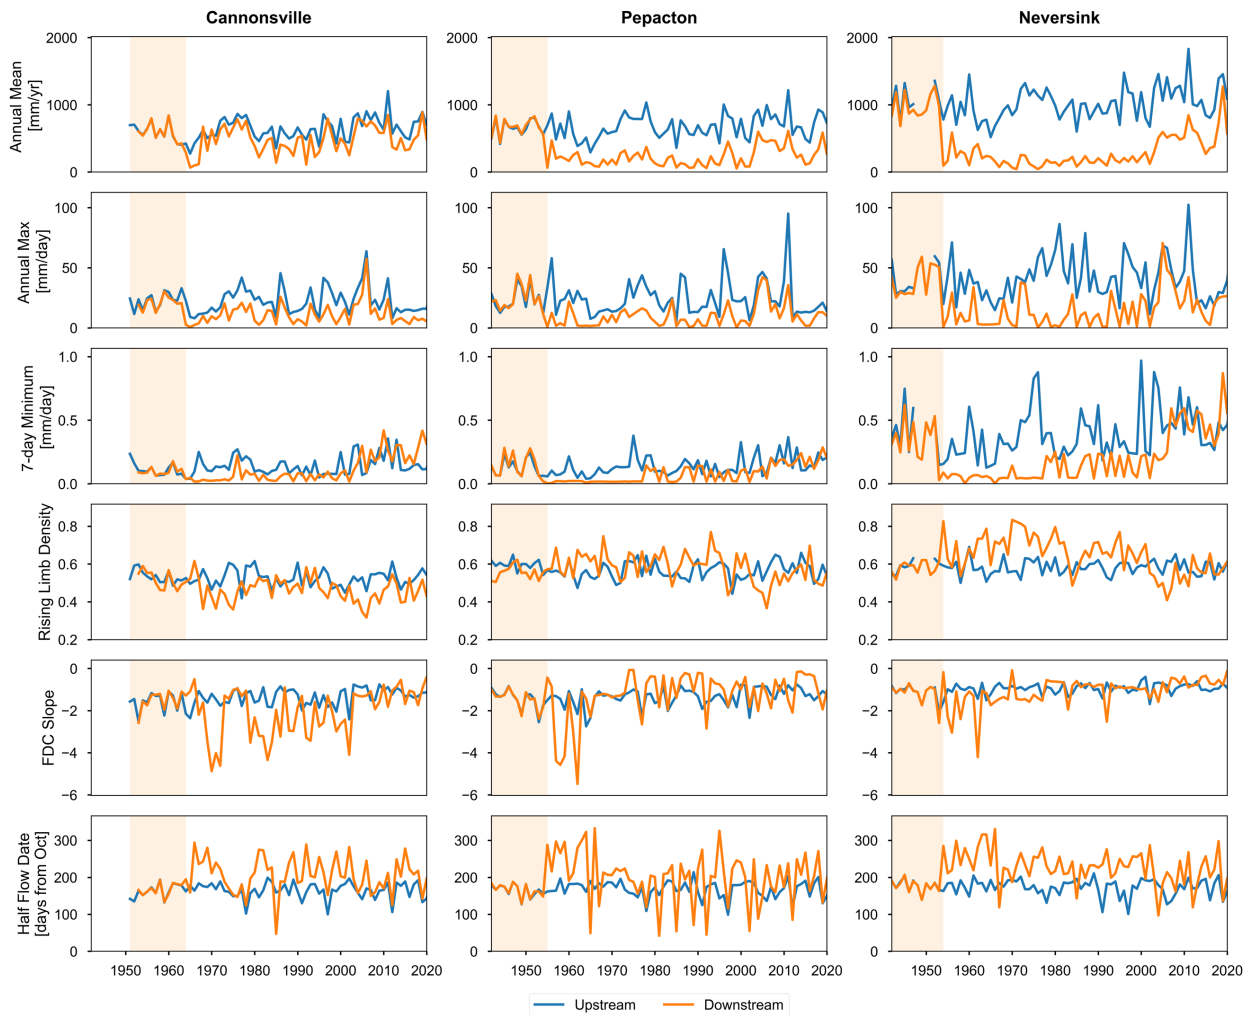 Cannonsville Pepacton Neversink
Annual Mean
[mm/yr]
2000 2000 2000
1000 1000 1000
0 0 0
Annual Max
[mm/day]
100 100 100
50 50 50
0 0 0
7-day Minimum
[mm/day]
1.0 1.0 1.0
0.5 0.5 0.5
0.0 0.0 0.0
Rising Limb Density
0.8 0.8 0.8
0.6 0.6 0.6
0.4 0.4 0.4
0.2 0.2 0.2
FDC Slope
0 0 0
−2 −2 −2
−4 −4 −4
−6 −6 −6
Half Flow Date
[days from Oct]
300 300 300
200 200 200
100 100 100
0 0 0
1950 1960 1970 1980 1990 2000 2010 2020 1950 1960 1970 1980 1990 2000 2010 2020 1950 1960 1970 1980 1990 2000 2010 2020
Upstream Downstream